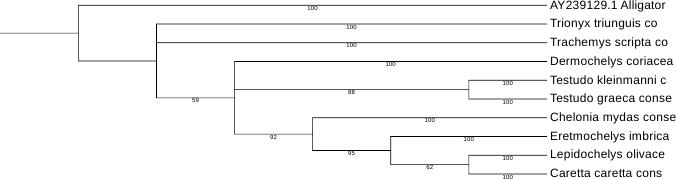 AY239129.1 Alligator
100
Trionyx triunguis co
100
Trachemys scripta co
100
Dermochelys coriacea
100
Testudo kleinmanni c
100
88
Testudo graeca conse
59
100
Chelonia mydas conse
100
Eretmochelys imbrica
92
100
Lepidochelys olivace
95
100
62
Caretta caretta cons
100